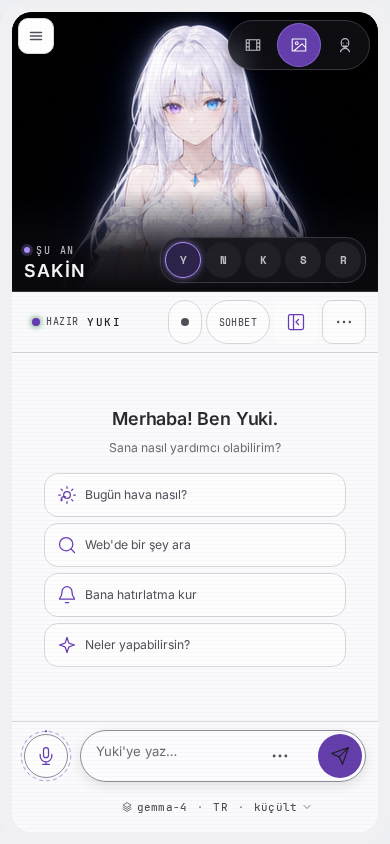 ŞU AN
SAKİN
Y N K S R
HAZIR YUKI
SOHBET
Merhaba! Ben Yuki.
Sana nasıl yardımcı olabilirim?
Bugün hava nasıl?
Web'de bir şey ara
Bana hatırlatma kur
Neler yapabilirsin?
Yuki'ye yaz...
gemma-4 · TR · küçült